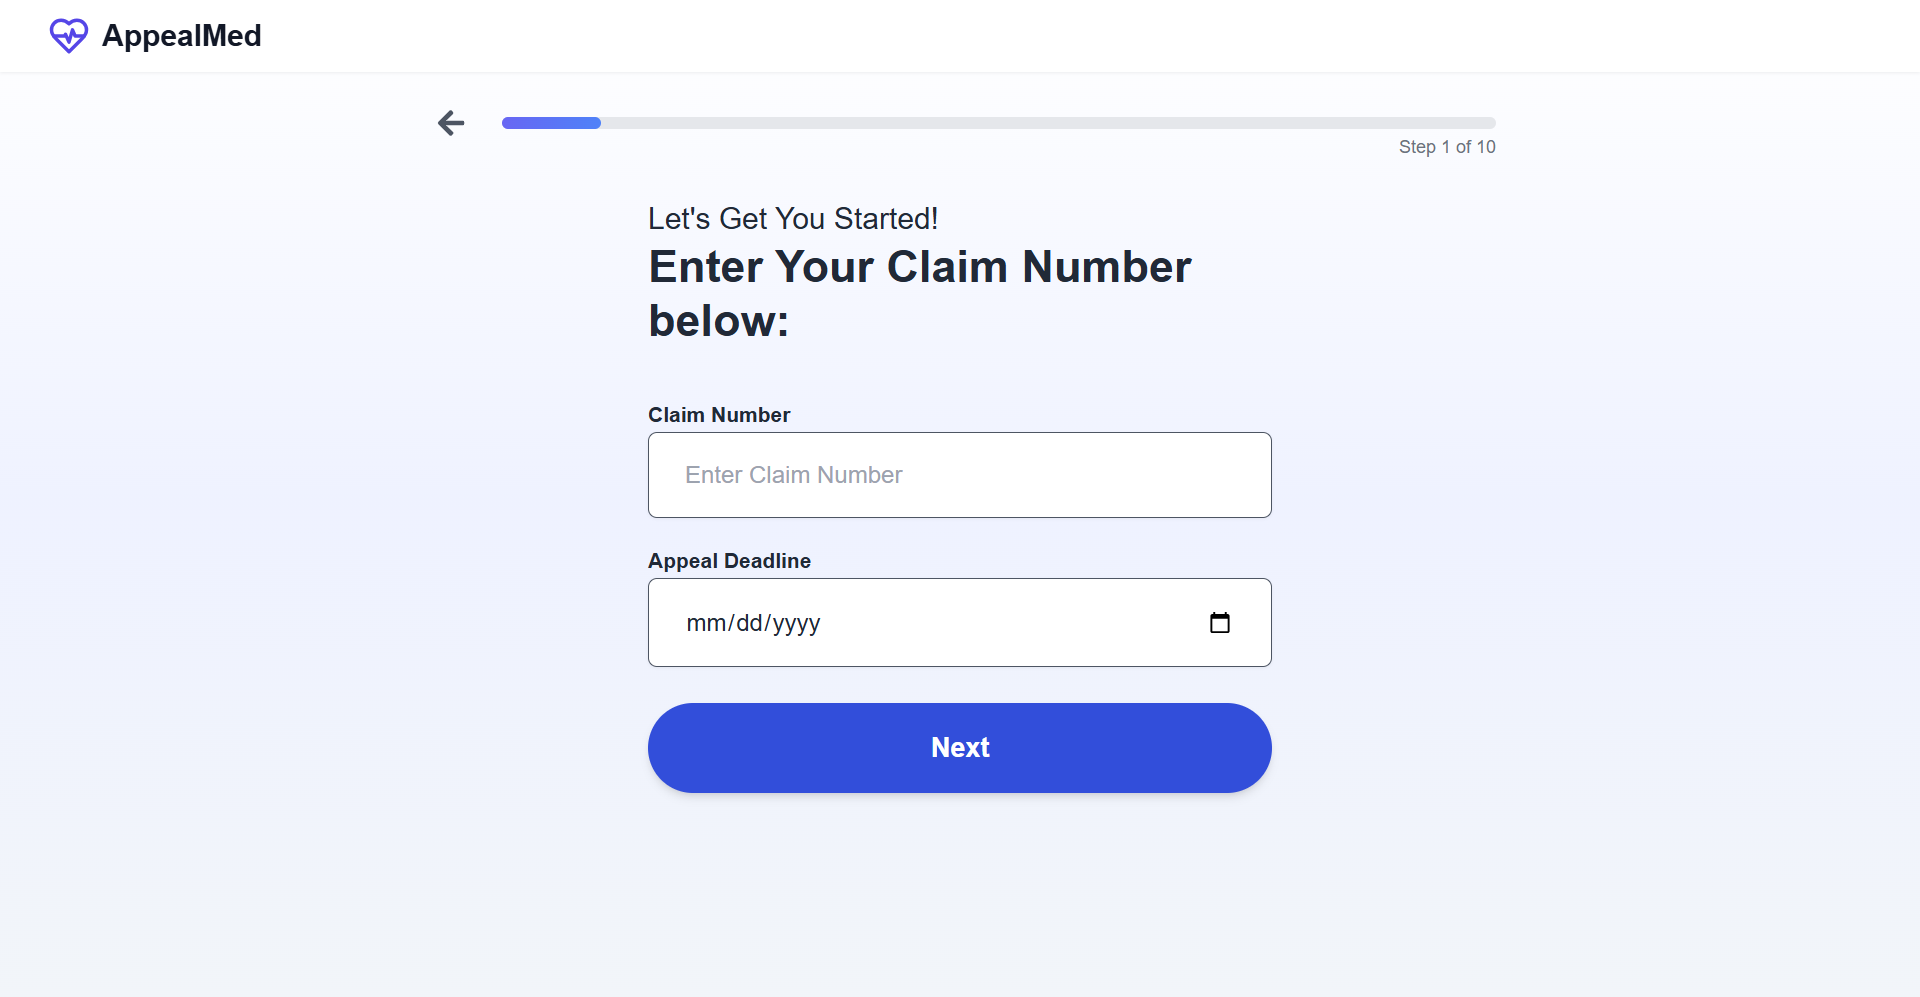 AppealMed
Step 1 of 10
Let's Get You Started!
Enter Your Claim Number
below:
Claim Number
Enter Claim Number
Appeal Deadline
mm/dd/yyyy
Next